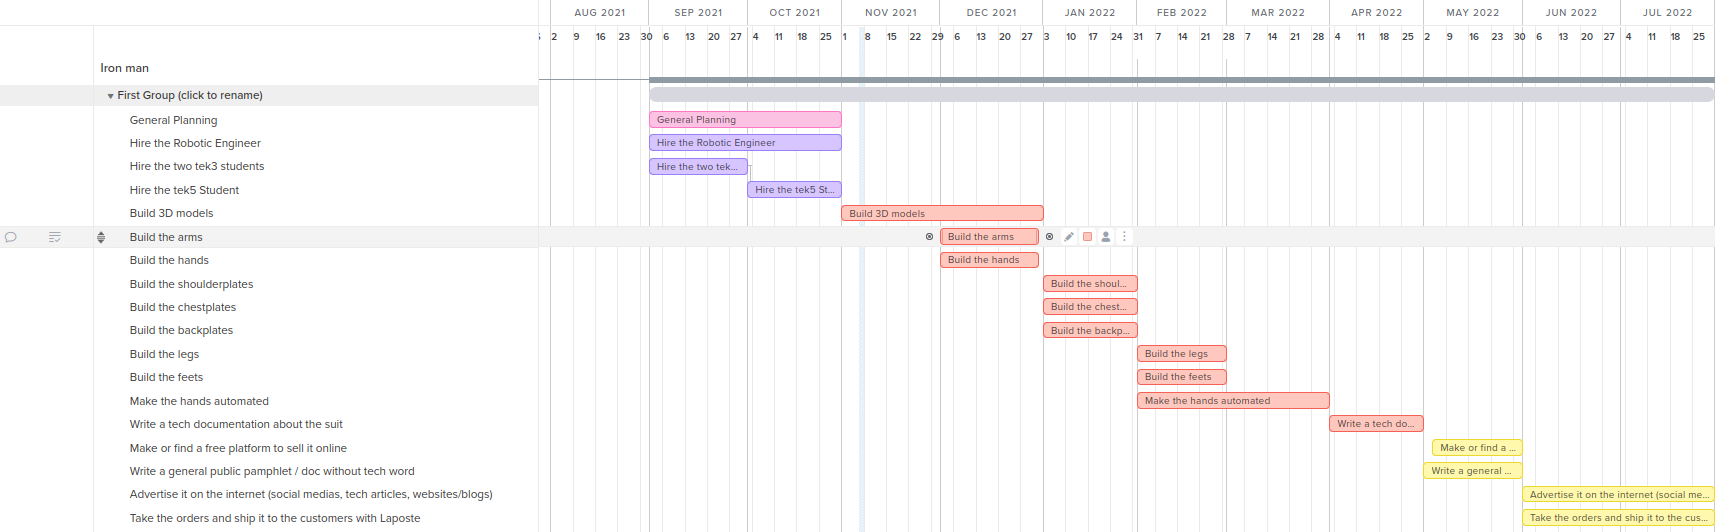 AUG 2021 SEP 2021 OCT 2021 NOV 2021 DEC 2021 JAN 2022 FEB 2022 MAR 2022 APR 2022 MAY 2022 JUN 2022 JUL 2022
2 9 16 23 30 6 13 20 27 4 11 18 25 1 8 15 22 29 6 13 20 27 3 10 17 24 31 7 14 21 28 7 14 21 28 4 11 18 25 2 9 16 23 30 6 13 20 27 4 11 18 25
Iron man
First Group (click to rename)
General Planning General Planning
Hire the Robotic Engineer Hire the Robotic Engineer
Hire the two tek3 students Hire the two tek...
Hire the tek5 Student Hire the tek5 St...
Build 3D models Build 3D models
Build the arms Build the arms
Build the hands Build the hands
Build the shoulderplates Build the shoul...
Build the chestplates Build the chest...
Build the backplates Build the backp...
Build the legs Build the legs
Build the feets Build the feets
Make the hands automated Make the hands automated
Write a tech documentation about the suit Write a tech do...
Make or find a free platform to sell it online Make or find a ...
Write a general public pamphlet / doc without tech word Write a general ...
Advertise it on the internet (social medias, tech articles, websites/blogs) Advertise it on the internet (social me...
Take the orders and ship it to the customers with Laposte Take the orders and ship it to the cus...